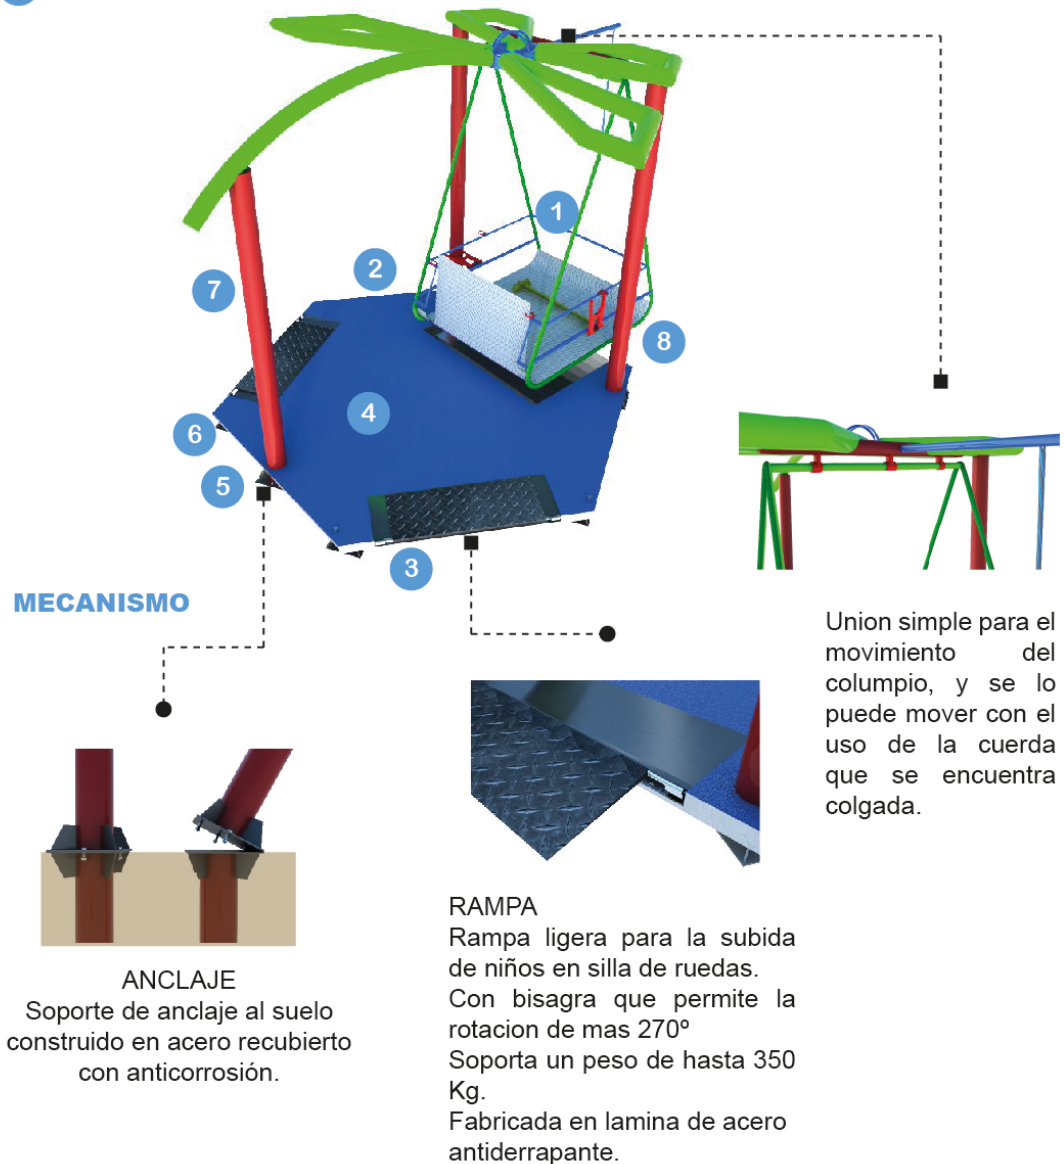 1
2
7
8
4
6
5
3
MECANISMO
Union simple para el
movimiento del
columpio, y se lo
puede mover con el
uso de la cuerda
que se encuentra
colgada.
RAMPA
Rampa ligera para la subida
de niños en silla de ruedas.
Con bisagra que permite la
rotacion de mas 270º
Soporta un peso de hasta 350
Kg.
Fabricada en lamina de acero
antiderrapante.
ANCLAJE
Soporte de anclaje al suelo
construido en acero recubierto
con anticorrosión.